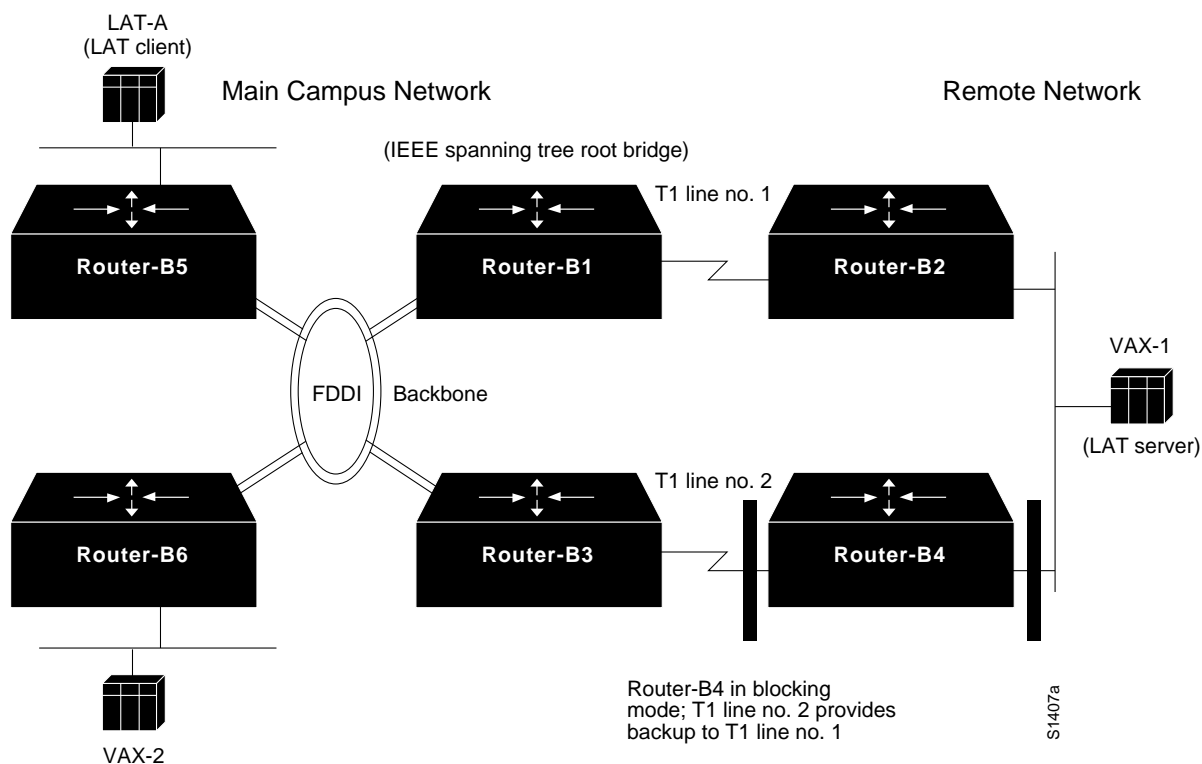 LAT-A
(LAT client)
Main Campus Network
Remote Network
(IEEE spanning tree root bridge)
T1 line no. 1
Router-B5
Router-B1
Router-B2
VAX-1
FDDI
Backbone
(LAT server)
T1 line no. 2
Router-B6
Router-B3
Router-B4
Router-B4 in blocking
mode; T1 line no. 2 provides
backup to T1 line no. 1
S1407a
VAX-2